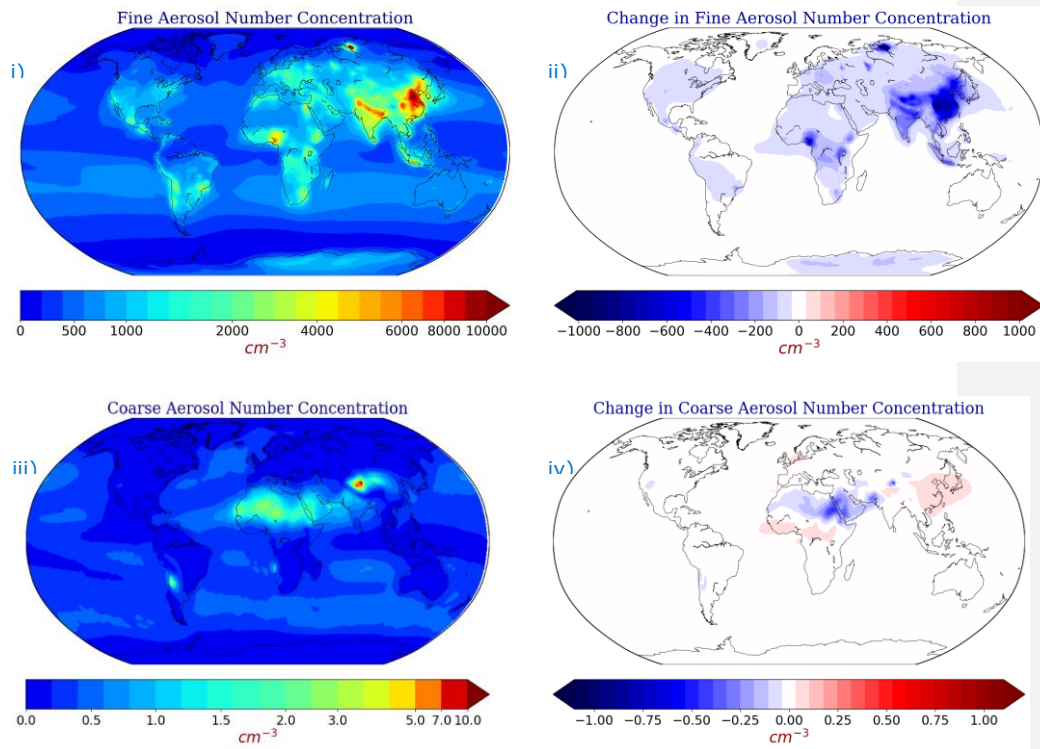 Fine Aerosol Number Concentration
i)
0 500 1000 2000 4000 6000 8000 10000
cm⁻³
Change in Fine Aerosol Number Concentration
ii)
−1000 −800 −600 −400 −200 0 200 400 600 800 1000
cm⁻³
Coarse Aerosol Number Concentration
iii)
0.0 0.5 1.0 2.0 3.0 5.0 7.0 10.0
cm⁻³
Change in Coarse Aerosol Number Concentration
iv)
−1.00 −0.75 −0.50 −0.25 0.00 0.25 0.50 0.75 1.00
cm⁻³